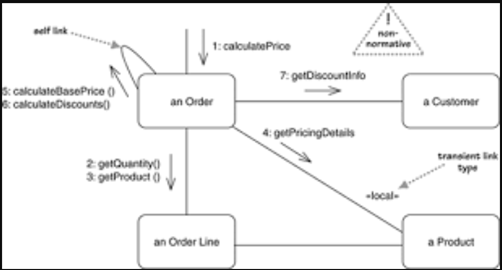 self link
1: calculatePrice
!
non-
normative
5: calculateBasePrice ()
6: calculateDiscounts()
an Order
7: getDiscountInfo
a Customer
4: getPricingDetails
2: getQuantity()
3: getProduct ()
transient link
type
«local»
an Order Line
a Product